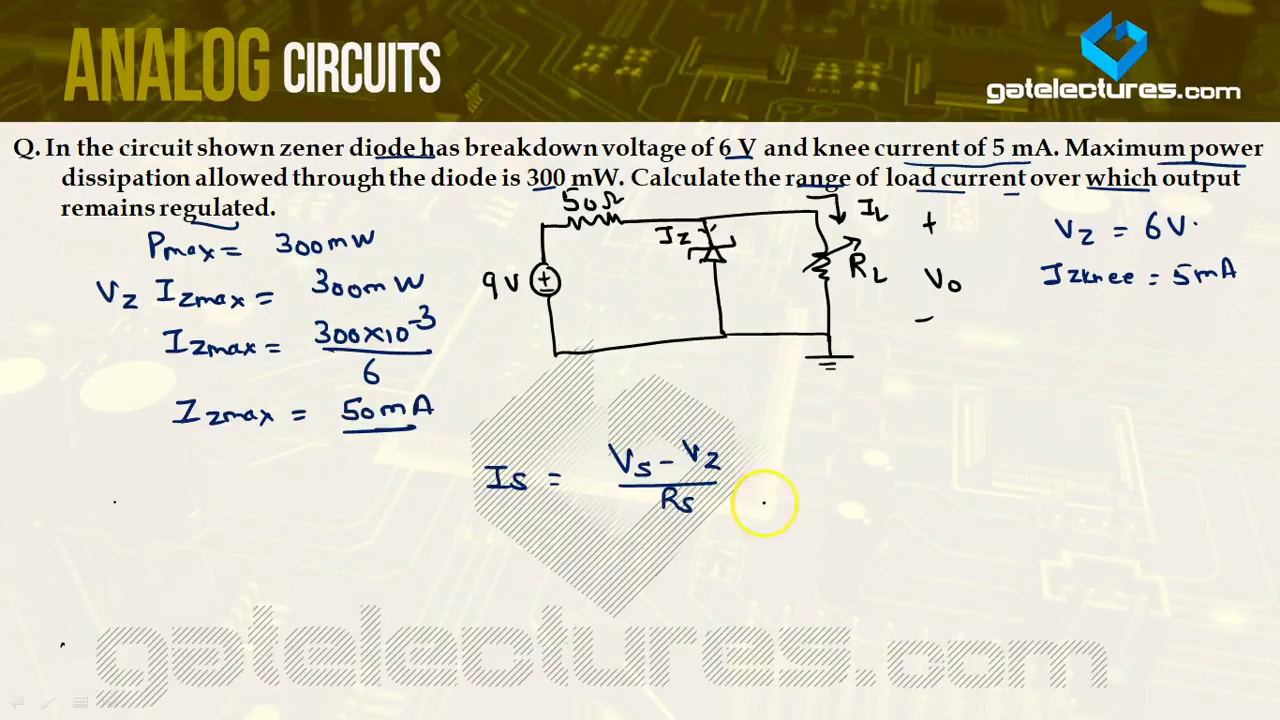 ANALOG CIRCUITS
gatelectures.com
Q. In the circuit shown zener diode has breakdown voltage of 6 V and knee current of 5 mA. Maximum power
dissipation allowed through the diode is 300 mW. Calculate the range of load current over which output
remains regulated.
Pmax = 300mW
Vz Izmax = 300mW
Izmax = 300×10⁻³
6
Izmax = 50mA
50Ω
9V
+
-
Iz
IL
RL
+
Vo
-
Vz = 6V.
Izknee = 5mA
Is = Vs - Vz
Rs
gatelectures.com